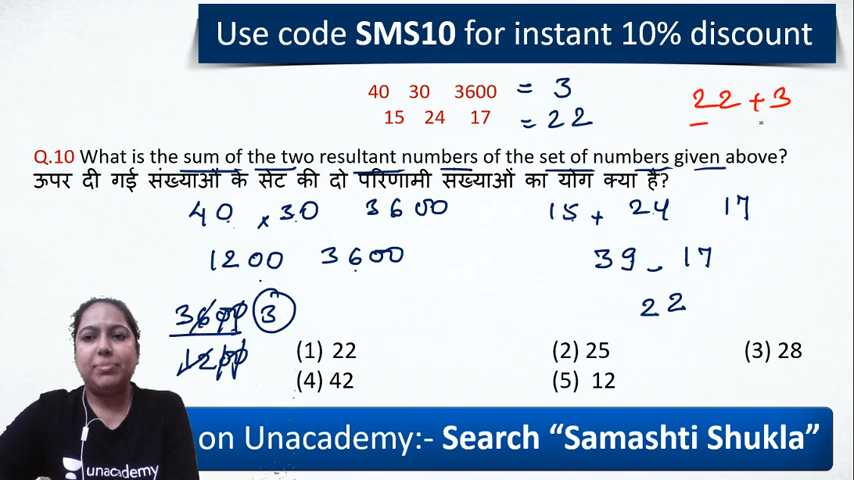 Use code SMS10 for instant 10% discount
40 30 3600 = 3
15 24 17 = 22
22 + 3
Q.10 What is the sum of the two resultant numbers of the set of numbers given above?
ऊपर दी गई संख्याओं के सेट की दो परिणामी संख्याओं का योग क्या है?
40 x 30 3600
15 + 24 17
1200 3600
39 - 17
3600 3
1200
22
(1) 22 (2) 25 (3) 28
(4) 42 (5) 12
unacademy
on Unacademy:- Search “Samashti Shukla”